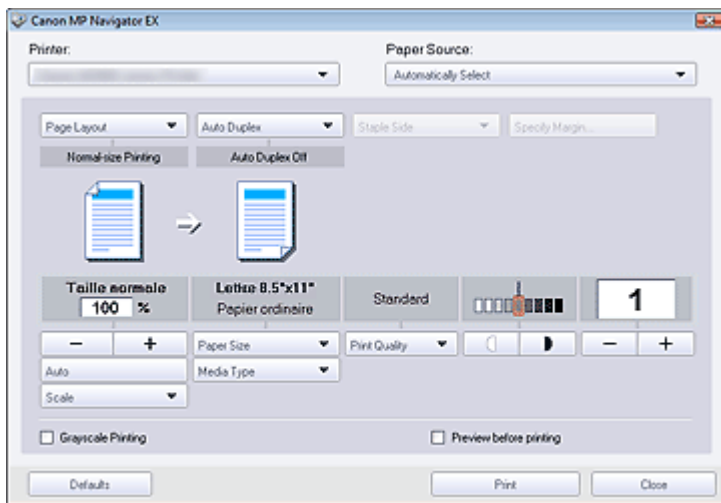 Canon MP Navigator EX
Printer:
Paper Source:
Automatically Select
Page Layout
Auto Duplex
Staple Side
Specify Margin...
Normal-size Printing
Auto Duplex Off
Taille normale
100 %
Lettre 8.5"x11"
Papier ordinaire
Standard
1
- +
Paper Size
Print Quality
- +
Auto
Media Type
Scale
Grayscale Printing
Preview before printing
Defaults
Print
Close